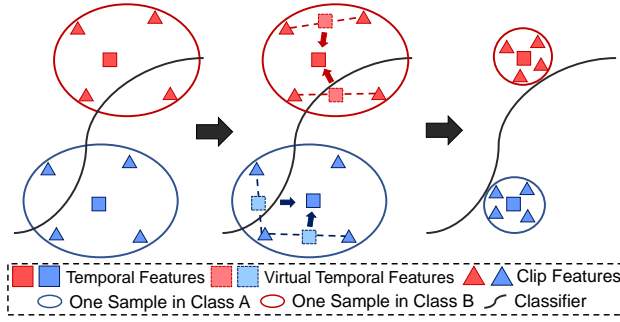 Temporal Features Virtual Temporal Features Clip Features
One Sample in Class A One Sample in Class B Classifier